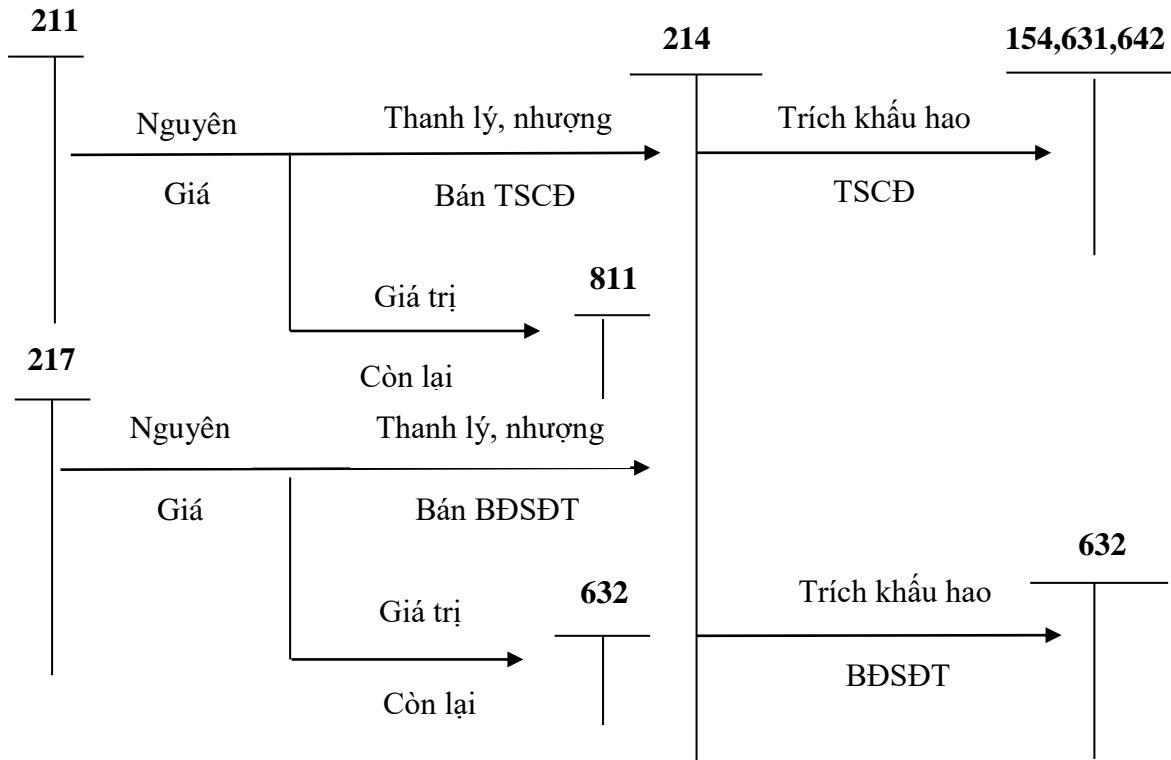 211
214
154,631,642
Nguyên
Thanh lý, nhượng
Trích khấu hao
Giá
Bán TSCĐ
TSCĐ
811
Giá trị
Còn lại
217
Nguyên
Thanh lý, nhượng
Giá
Bán BĐSĐT
632
632
Trích khấu hao
Giá trị
BĐSĐT
Còn lại